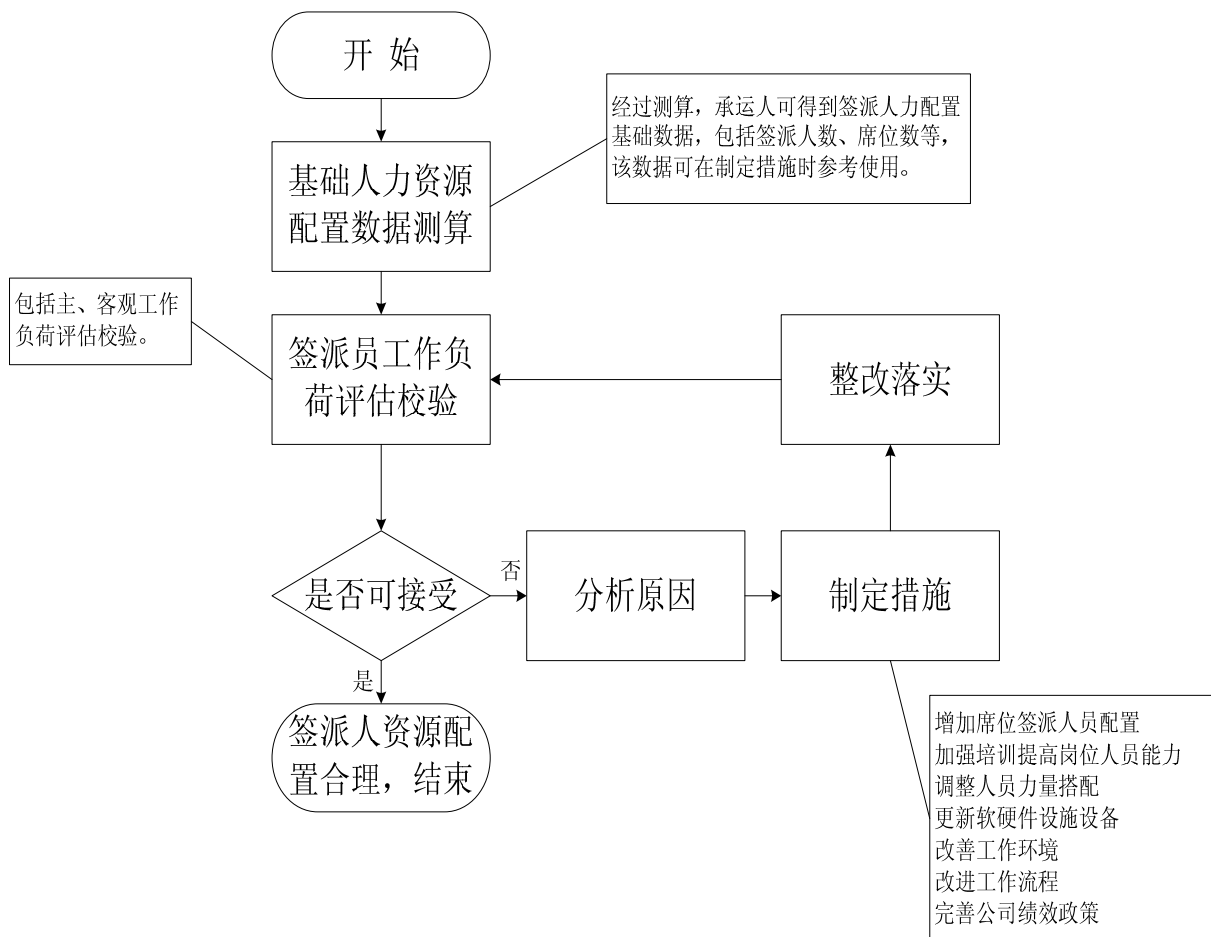 开 始
经过测算，承运人可得到签派人力配置
基础数据，包括签派人数、席位数等，
该数据可在制定措施时参考使用。
基础人力资源
配置数据测算
包括主、客观工作
负荷评估校验。
签派员工作负
荷评估校验
整改落实
是否可接受
否
分析原因
制定措施
是
签派人资源配
置合理，结束
增加席位签派人员配置
加强培训提高岗位人员能力
调整人员力量搭配
更新软硬件设施设备
改善工作环境
改进工作流程
完善公司绩效政策